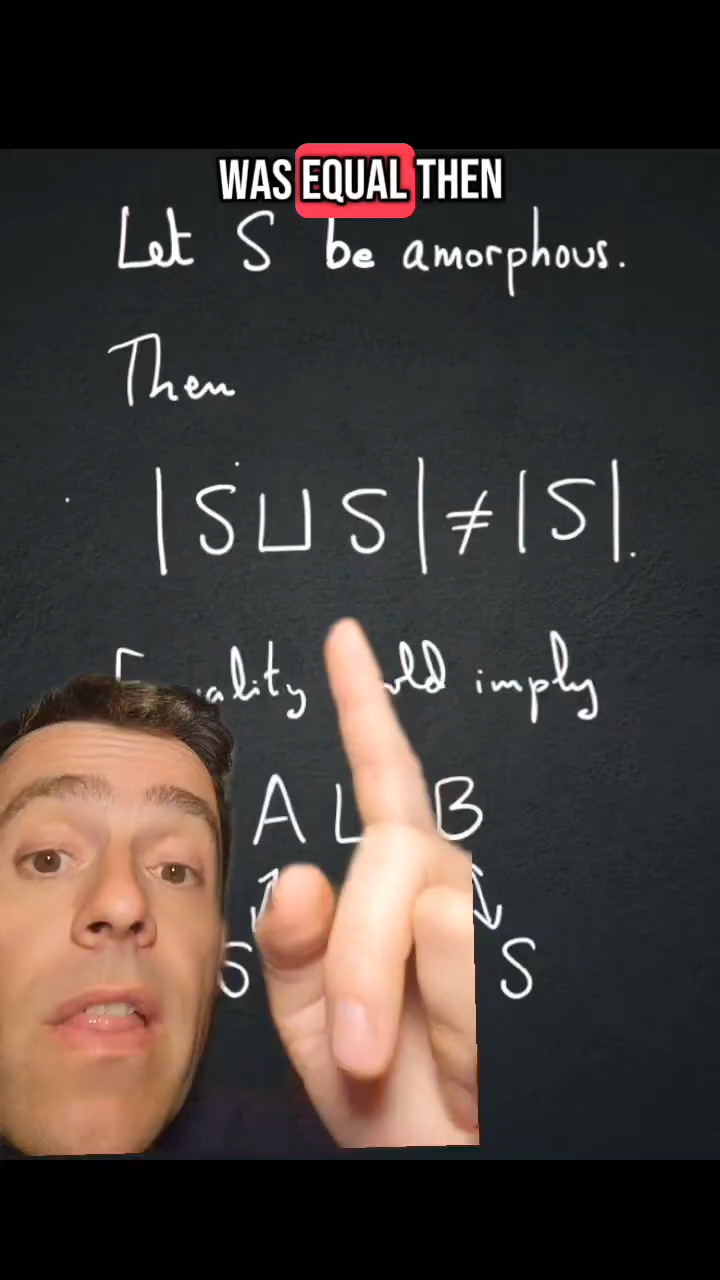 WAS EQUAL THEN
Let S be amorphous.
Then
|S ⊔ S| ≠ |S|.
imply
A B
S S